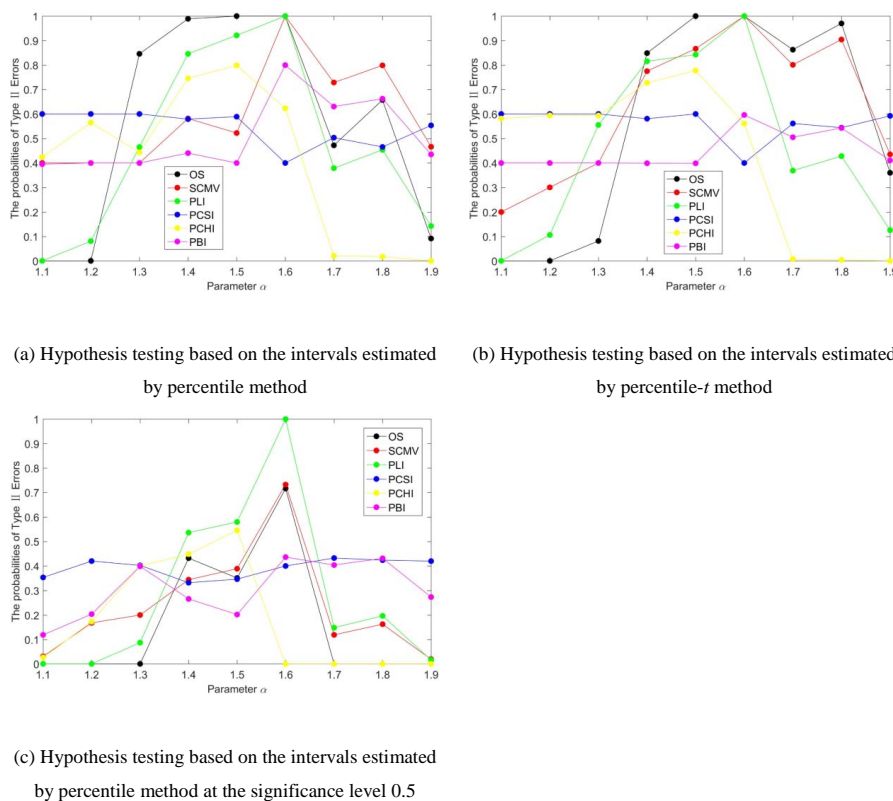 The probabilities of Type II Errors
1
0.9
0.8
0.7
0.6
0.5
0.4
0.3
0.2
0.1
0
OS
SCMV
PLI
PCSI
PCHI
PBI
1.1 1.2 1.3 1.4 1.5 1.6 1.7 1.8 1.9
Parameter α
(a) Hypothesis testing based on the intervals estimated
by percentile method
The probabilities of Type II Errors
1
0.9
0.8
0.7
0.6
0.5
0.4
0.3
0.2
0.1
0
OS
SCMV
PLI
PCSI
PCHI
PBI
1.1 1.2 1.3 1.4 1.5 1.6 1.7 1.8 1.9
Parameter α
(b) Hypothesis testing based on the intervals estimated
by percentile-t method
The probabilities of Type II Errors
1
0.9
0.8
0.7
0.6
0.5
0.4
0.3
0.2
0.1
0
OS
SCMV
PLI
PCSI
PCHI
PBI
1.1 1.2 1.3 1.4 1.5 1.6 1.7 1.8 1.9
Parameter α
(c) Hypothesis testing based on the intervals estimated
by percentile method at the significance level 0.5